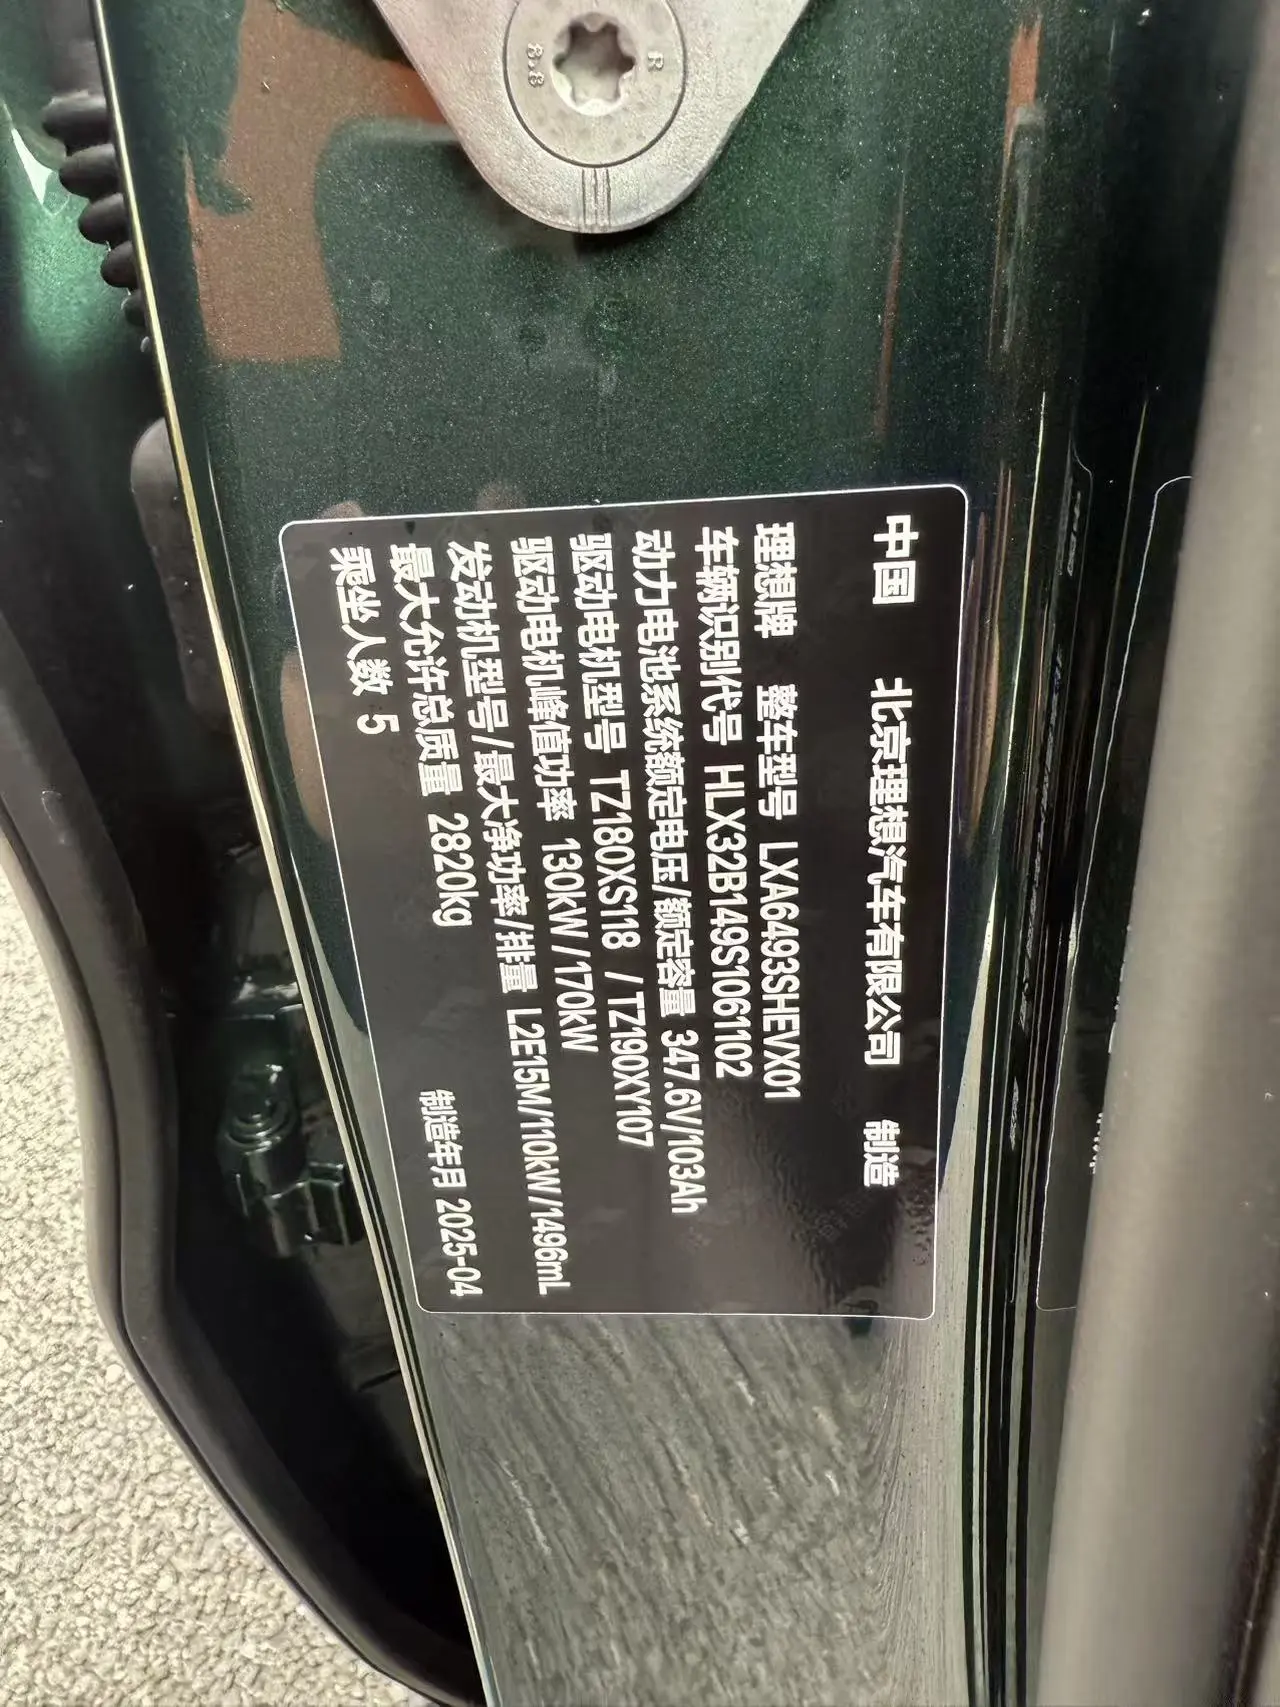 8.8
R
中国 北京理想汽车有限公司 制造
理想牌 整车型号 LXA6493SHEVX01
车辆识别代号 HLX32B149S1061102
动力电池系统额定电压/额定容量 347.6V/103Ah
驱动电机型号 TZ180XS118 /TZ190XY107
驱动电机峰值功率 130kW/170kW
发动机型号/最大净功率/排量 L2E15M/110kW/1496mL
最大允许总质量 2820kg 制造年月 2025-04
乘坐人数 5